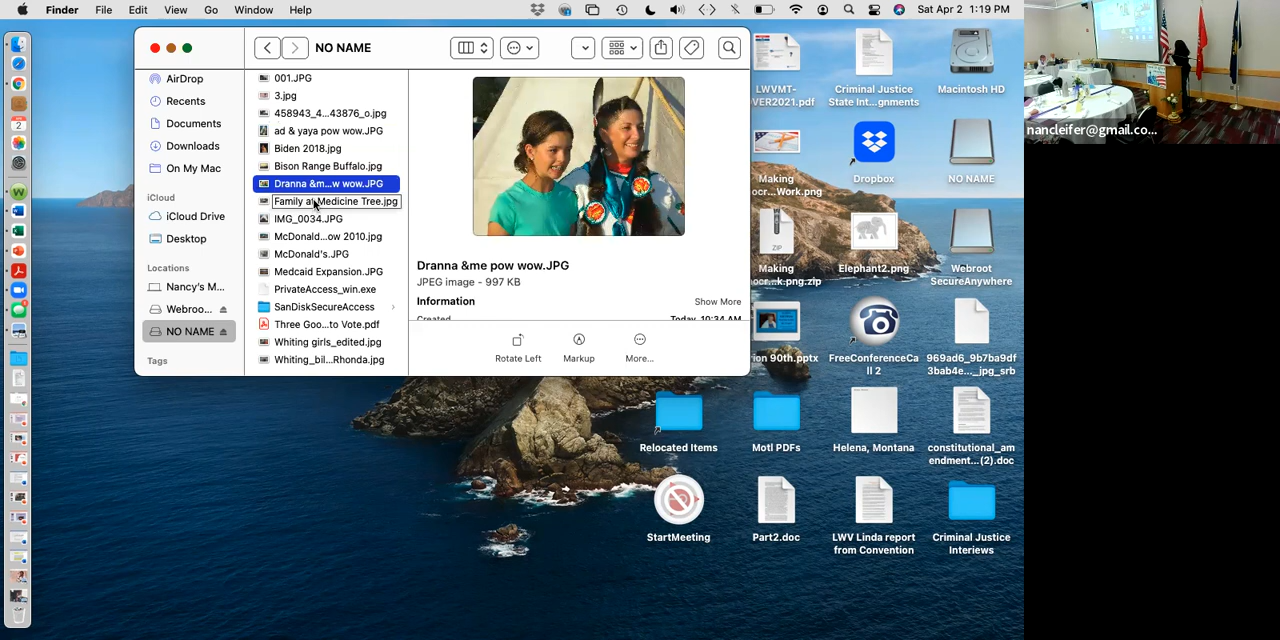 Finder File Edit View Go Window Help
Sat Apr 2 1:19 PM
NO NAME
AirDrop
Recents
Documents
Downloads
On My Mac
iCloud
iCloud Drive
Desktop
Locations
Nancy's M...
Webroo...
NO NAME
Tags
001.JPG
3.jpg
458943_4...43876_o.jpg
ad & yaya pow wow.JPG
Biden 2018.jpg
Bison Range Buffalo.jpg
Dranna &m...w wow.JPG
Family at Medicine Tree.jpg
IMG_0034.JPG
McDonald...ow 2010.jpg
McDonald's.JPG
Medcaid Expansion.JPG
PrivateAccess_win.exe
SanDiskSecureAccess
Three Goo...to Vote.pdf
Whiting girls_edited.jpg
Whiting_bil...Rhonda.jpg
Dranna &me pow wow.JPG
JPEG image - 997 KB
Information
Show More
Created
Today, 10:34 AM
Rotate Left
Markup
More...
LWVMT-
VER2021.pdf
Criminal Justice
State Int...gnments
Macintosh HD
Making
ocr...Work.png
Dropbox
NO NAME
ZIP
Making
ocr...k.png.zip
Elephant2.png
Webroot
SecureAnywhere
ion 90th.pptx
FreeConferenceCa
ll 2
969ad6_9b7ba9df
3bab4e..._jpg_srb
Relocated Items
Motl PDFs
Helena, Montana
constitutional_am
endment...(2).doc
StartMeeting
Part2.doc
LWV Linda report
from Convention
Criminal Justice
Interiews
nancleifer@gmail.co...